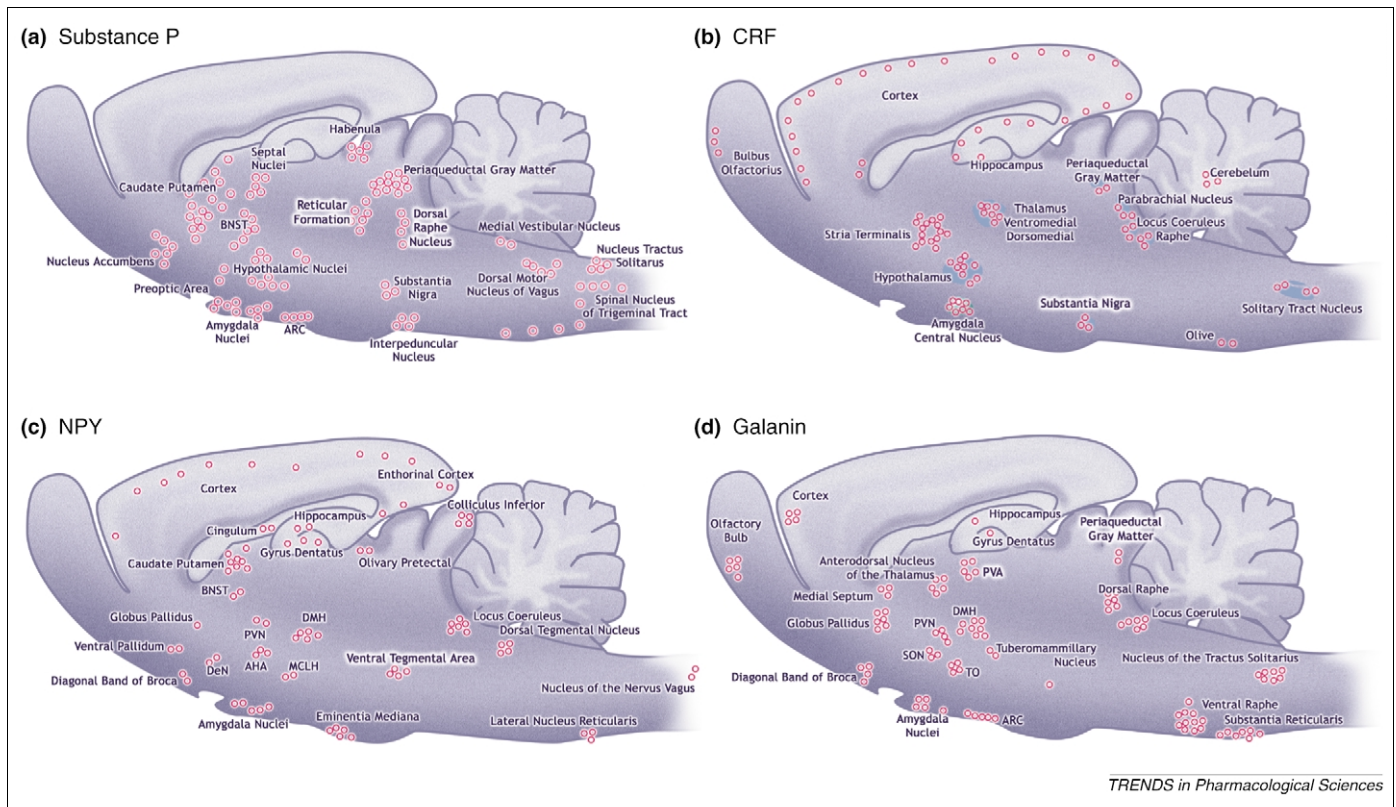 (a) Substance P
Habenula
Septal
Nuclei
Periaqueductal Gray Matter
Caudate Putamen
Reticular
Formation
Dorsal
Raphe
Nucleus
BNST
Medial Vestibular Nucleus
Nucleus Accumbens
Hypothalamic Nuclei
Nucleus Tractus
Solitarus
Preoptic Area
Substantia
Nigra
Dorsal Motor
Nucleus of Vagus
Spinal Nucleus
of Trigeminal Tract
Amygdala
Nuclei
ARC
Interpeduncular
Nucleus
(b) CRF
Cortex
Bulbus
Olfactorius
Hippocampus
Periaqueductal
Gray Matter
Cerebelum
Parabrachial Nucleus
Thalamus
Ventromedial
Dorsomedial
Locus Coeruleus
Raphe
Stria Terminalis
Hypothalamus
Substantia Nigra
Solitary Tract Nucleus
Amygdala
Central Nucleus
Olive
(c) NPY
Enthorinal Cortex
Cortex
Colliculus Inferior
Hippocampus
Cingulum
Gyrus Dentatus
Caudate Putamen
Olivary Pretectal
BNST
Globus Pallidus
DMH
Locus Coeruleus
PVN
Dorsal Tegmental Nucleus
Ventral Pallidum
DeN
AHA
MCLH
Ventral Tegmental Area
Diagonal Band of Broca
Nucleus of the Nervus Vagus
Amygdala Nuclei
Eminentia Mediana
Lateral Nucleus Reticularis
(d) Galanin
Cortex
Olfactory
Bulb
Hippocampus
Periaqueductal
Gray Matter
Gyrus Dentatus
Anterodorsal Nucleus
of the Thalamus
PVA
Medial Septum
Dorsal Raphe
Globus Pallidus
PVN
DMH
Locus Coeruleus
SON
Tuberomammillary
Nucleus
Nucleus of the Tractus Solitarius
Diagonal Band of Broca
TO
Ventral Raphe
Amygdala
Nuclei
ARC
Substantia Reticularis
TRENDS in Pharmacological Sciences